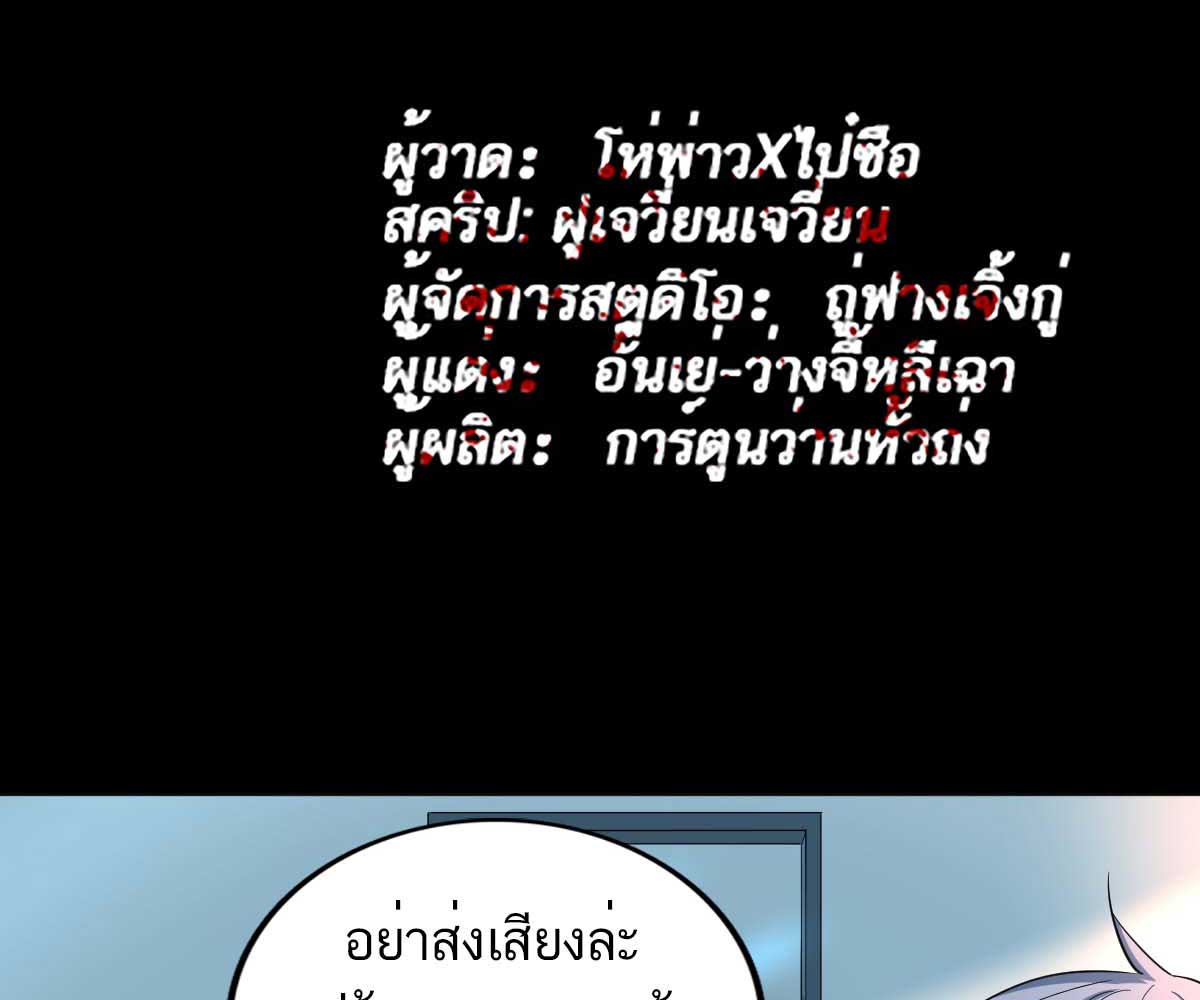 ผู้วาด: โห่พ่าวXไป๋ซือ
สคริป: ฝูเจวี่ยนเจวี่ยน
ผู้จัดการสตูดิโอ: ถู่ฟางเจิ้งกู่
ผู้แต่ง: อั้นเย่-ว่างจี้หลีเฉา
ผู้ผลิต: การ์ตูนว่านทั่วถ่ง
อย่าส่งเสียงล่ะ